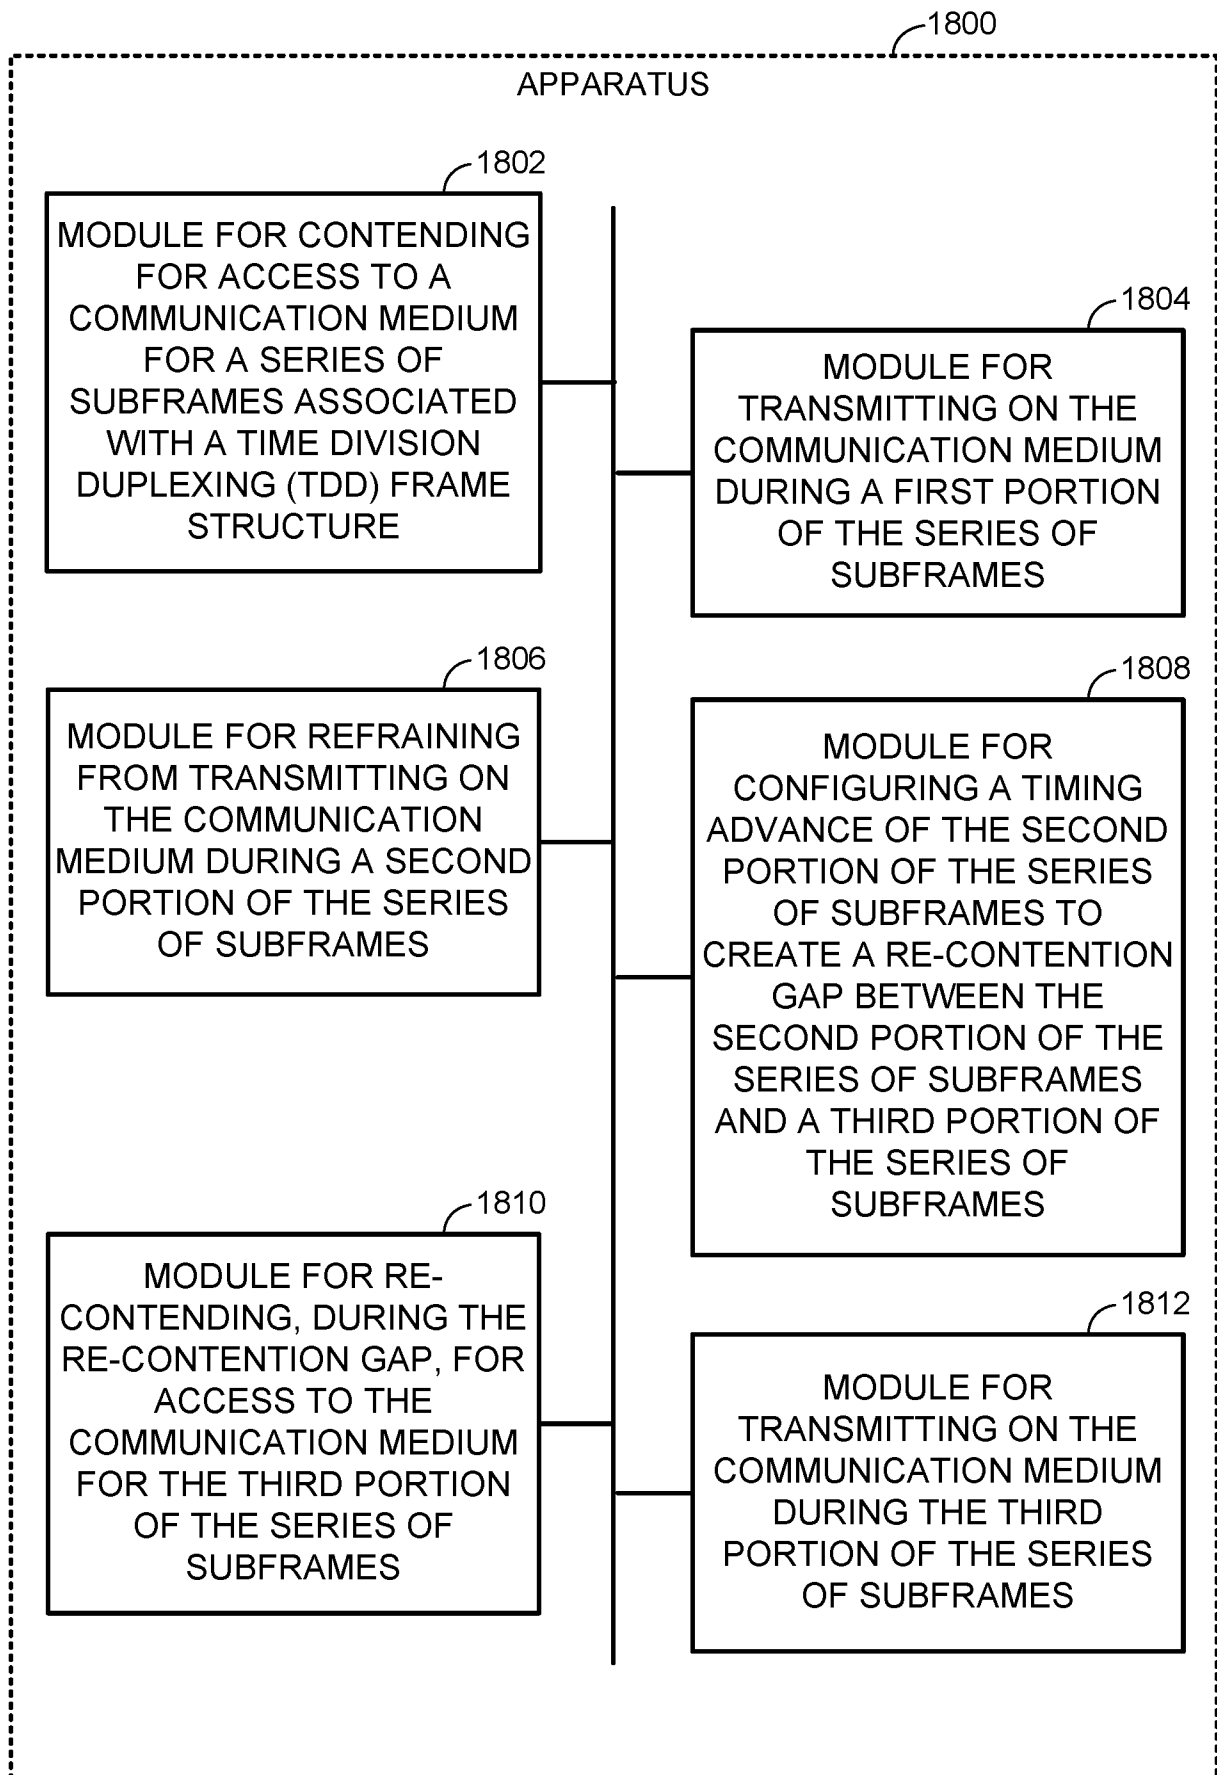 1800
APPARATUS
1802
MODULE FOR CONTENDING
FOR ACCESS TO A
COMMUNICATION MEDIUM
FOR A SERIES OF
SUBFRAMES ASSOCIATED
WITH A TIME DIVISION
DUPLEXING (TDD) FRAME
STRUCTURE
1804
MODULE FOR
TRANSMITTING ON THE
COMMUNICATION MEDIUM
DURING A FIRST PORTION
OF THE SERIES OF
SUBFRAMES
1806
MODULE FOR REFRAINING
FROM TRANSMITTING ON
THE COMMUNICATION
MEDIUM DURING A SECOND
PORTION OF THE SERIES
OF SUBFRAMES
1808
MODULE FOR
CONFIGURING A TIMING
ADVANCE OF THE SECOND
PORTION OF THE SERIES
OF SUBFRAMES TO
CREATE A RE-CONTENTION
GAP BETWEEN THE
SECOND PORTION OF THE
SERIES OF SUBFRAMES
AND A THIRD PORTION OF
THE SERIES OF
SUBFRAMES
1810
MODULE FOR RE-
CONTENDING, DURING THE
RE-CONTENTION GAP, FOR
ACCESS TO THE
COMMUNICATION MEDIUM
FOR THE THIRD PORTION
OF THE SERIES OF
SUBFRAMES
1812
MODULE FOR
TRANSMITTING ON THE
COMMUNICATION MEDIUM
DURING THE THIRD
PORTION OF THE SERIES
OF SUBFRAMES